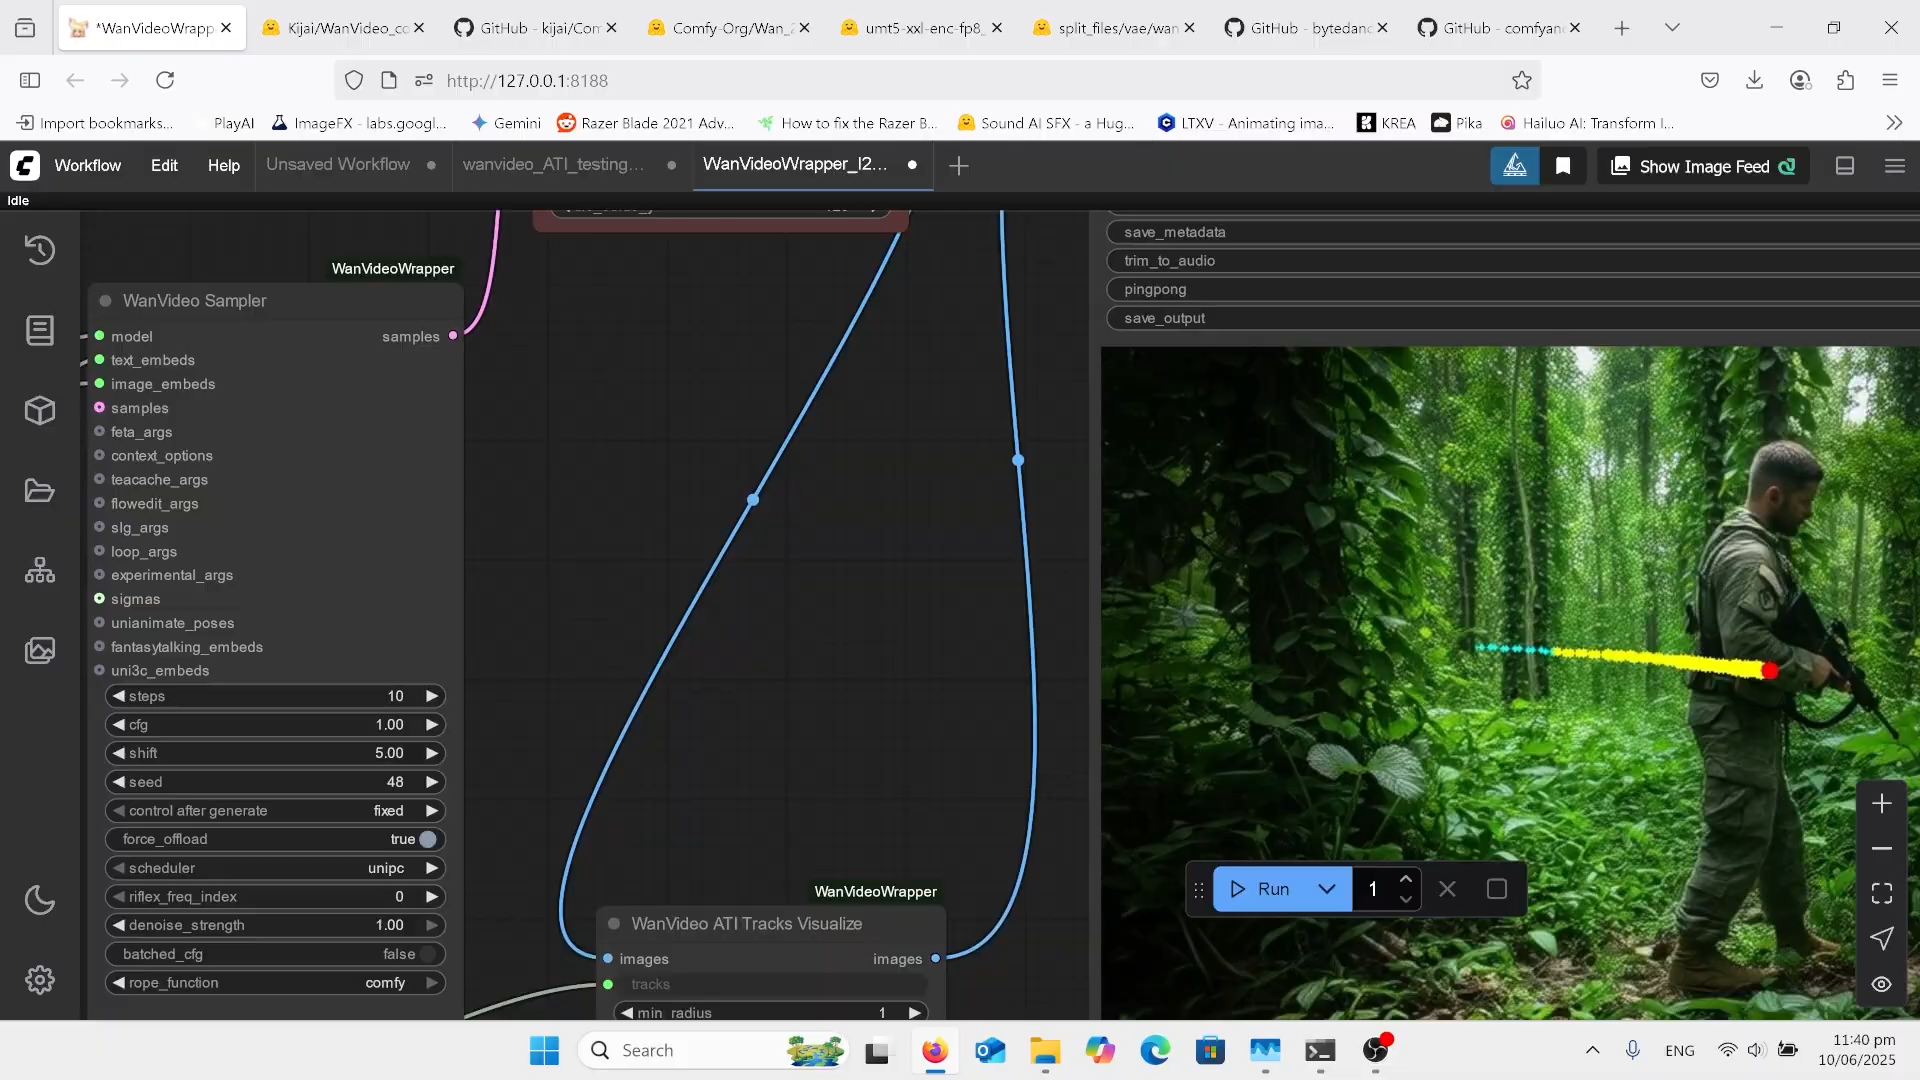 *WanVideoWrapp
Kijai/WanVideo_co
GitHub - kijai/Com
Comfy-Org/Wan_2
umt5-xxl-enc-fp8_
split_files/vae/wan
GitHub - bytedanc
GitHub - comfyan
http://127.0.0.1:8188
Import bookmarks...
PlayAI
ImageFX - labs.googl...
Gemini
Razer Blade 2021 Adv...
How to fix the Razer B...
Sound AI SFX - a Hug...
LTXV - Animating ima...
KREA
Pika
Hailuo AI: Transform I...
Workflow
Edit
Help
Unsaved Workflow
wanvideo_ATI_testing...
WanVideoWrapper_I2...
Show Image Feed
Idle
WanVideoWrapper
WanVideo Sampler
model
samples
text_embeds
image_embeds
samples
feta_args
context_options
teacache_args
flowedit_args
slg_args
loop_args
experimental_args
sigmas
unianimate_poses
fantasytalking_embeds
uni3c_embeds
steps 10
cfg 1.00
shift 5.00
seed 48
control after generate fixed
force_offload true
scheduler unipc
riflex_freq_index 0
denoise_strength 1.00
batched_cfg false
rope_function comfy
WanVideoWrapper
WanVideo ATI Tracks Visualize
images
images
tracks
min_radius 1
save_metadata
trim_to_audio
pingpong
save_output
Run
1
Search
ENG
11:40 pm
10/06/2025